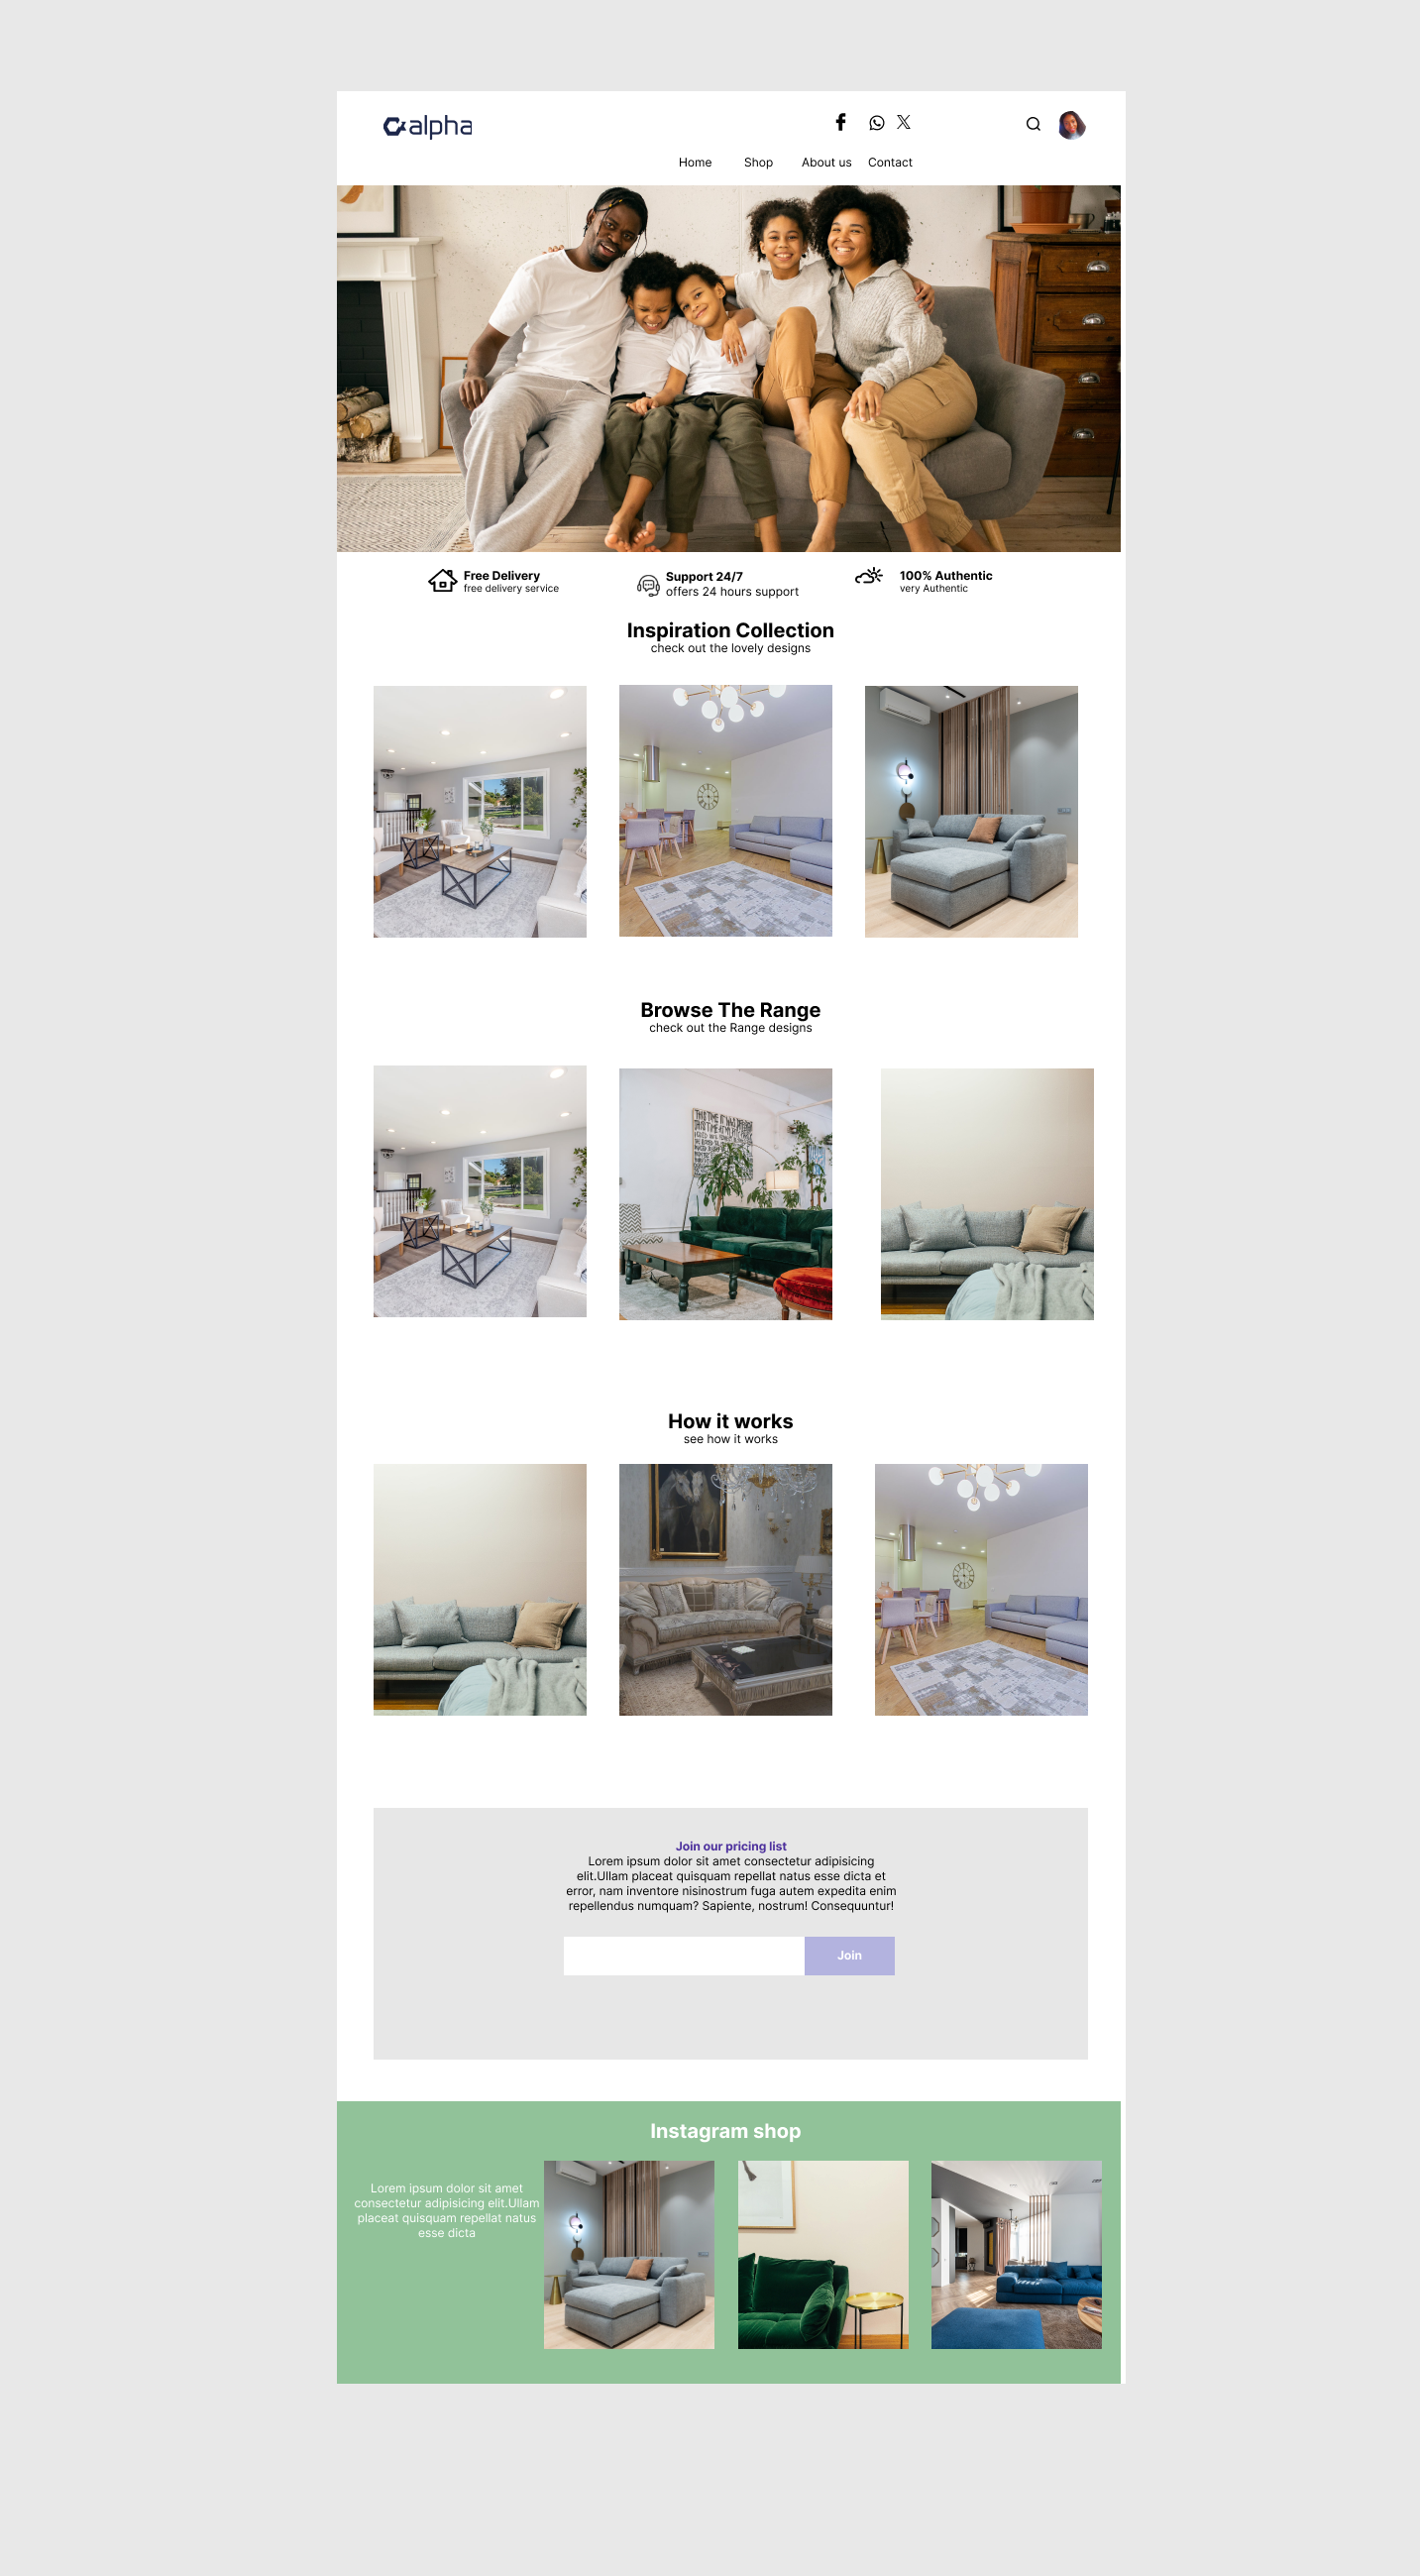 alpha
Home Shop About us Contact
Free Delivery
free delivery service
Support 24/7
offers 24 hours support
100% Authentic
very Authentic
Inspiration Collection
check out the lovely designs
Browse The Range
check out the Range designs
How it works
see how it works
Join our pricing list
Lorem ipsum dolor sit amet consectetur adipisicing
elit.Ullam placeat quisquam repellat natus esse dicta et
error, nam inventore nisinostrum fuga autem expedita enim
repellendus numquam? Sapiente, nostrum! Consequuntur!
Join
Instagram shop
Lorem ipsum dolor sit amet
consectetur adipisicing elit.Ullam
placeat quisquam repellat natus
esse dicta